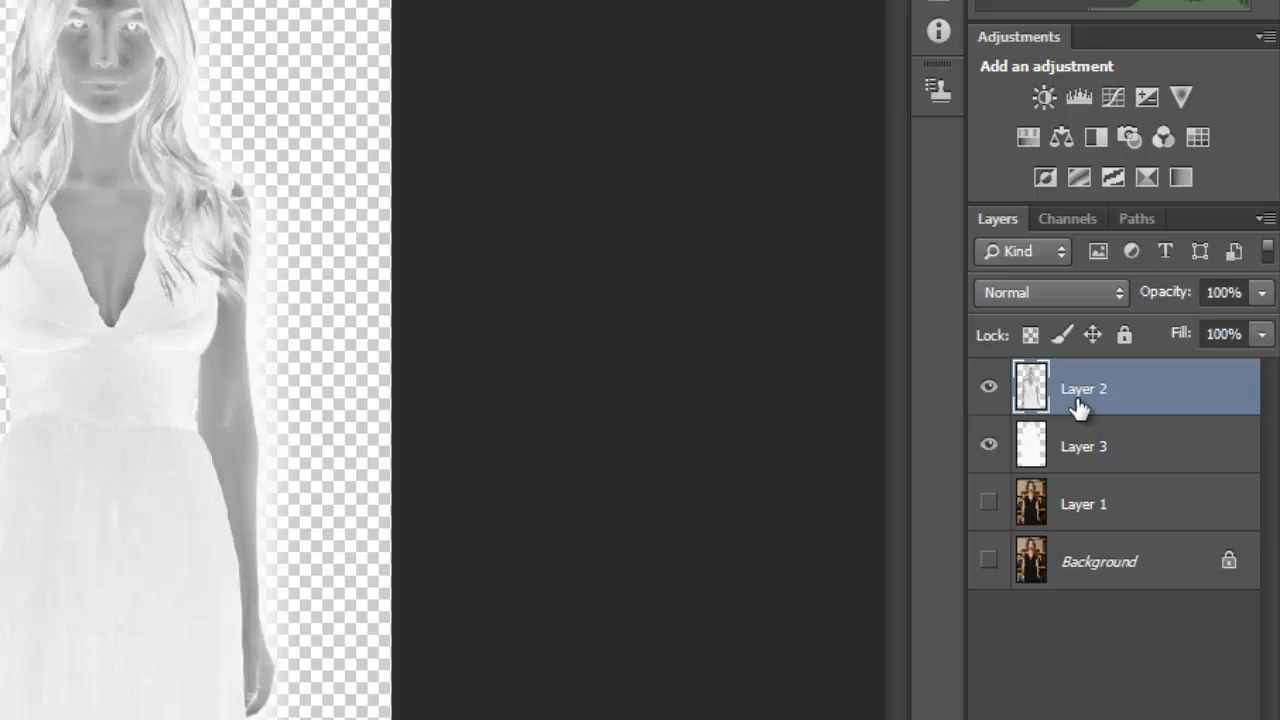 Adjustments
Add an adjustment
Layers Channels Paths
Kind
Normal Opacity: 100%
Lock: Fill: 100%
Layer 2
Layer 3
Layer 1
Background